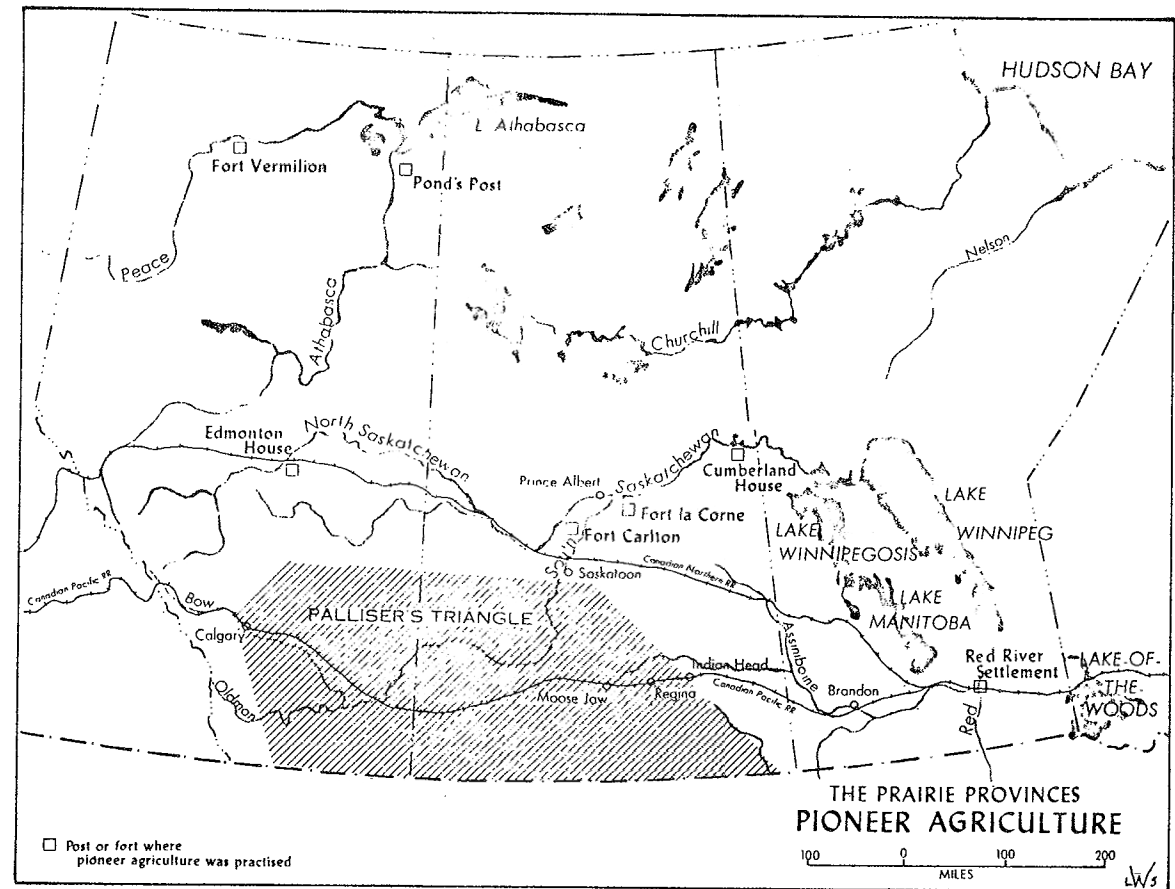 HUDSON BAY
L. Athabasca
Fort Vermilion
Pond's Post
Peace
Athabasca
Nelson
Churchill
North Saskatchewan
Edmonton
House
Prince Albert
Saskatchewan
Cumberland
House
Fort la Corne
Fort Carlton
South
Saskatoon
LAKE
WINNIPEG
LAKE
WINNIPEGOSIS
LAKE
MANITOBA
Canadian Northern RR
Canadian Pacific RR
Bow
PALLISER'S TRIANGLE
Calgary
Oldman
Moose Jaw
Regina
Indian Head
Canadian Pacific RR
Assiniboine
Brandon
Red River
Settlement
Red
LAKE-OF-
THE-
WOODS
THE PRAIRIE PROVINCES
PIONEER AGRICULTURE
100 0 100 200
MILES
Post or fort where
pioneer agriculture was practised
LWS